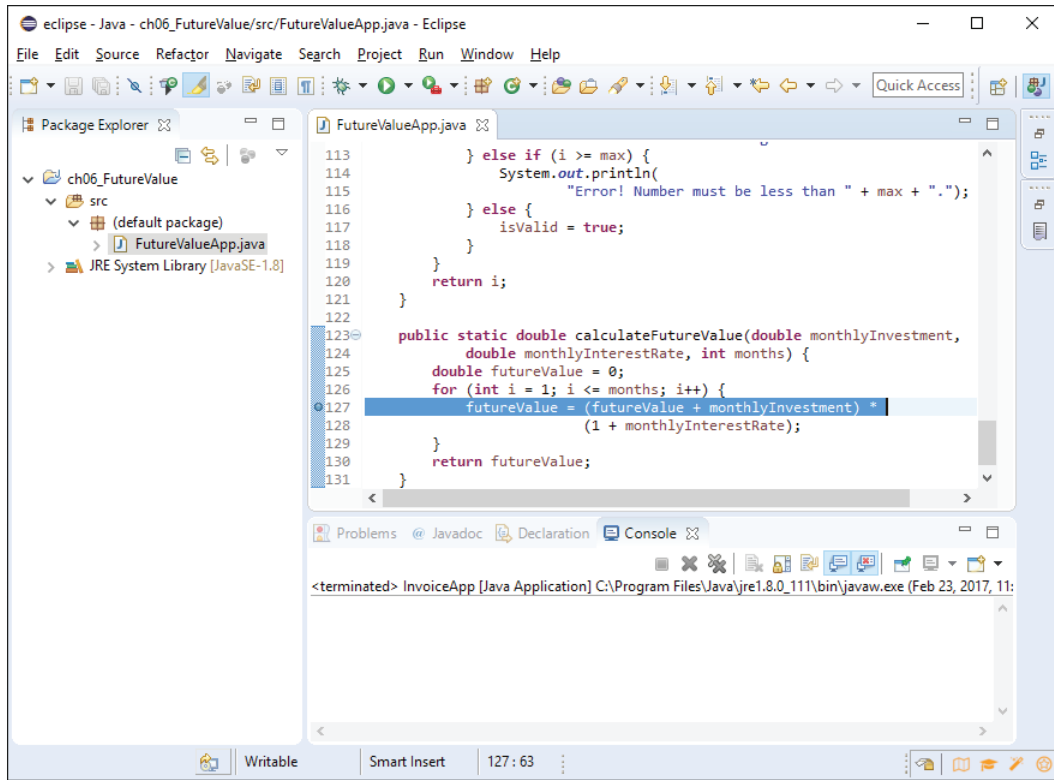 eclipse - Java - ch06_FutureValue/src/FutureValueApp.java - Eclipse
File Edit Source Refactor Navigate Search Project Run Window Help
Quick Access
Package Explorer
ch06_FutureValue
src
(default package)
FutureValueApp.java
JRE System Library [JavaSE-1.8]
FutureValueApp.java
113 } else if (i >= max) {
114 System.out.println(
115 "Error! Number must be less than " + max + ".");
116 } else {
117 isValid = true;
118 }
119 }
120 return i;
121 }
122
123 public static double calculateFutureValue(double monthlyInvestment,
124 double monthlyInterestRate, int months) {
125 double futureValue = 0;
126 for (int i = 1; i <= months; i++) {
127 futureValue = (futureValue + monthlyInvestment) *
128 (1 + monthlyInterestRate);
129 }
130 return futureValue;
131 }
Problems @ Javadoc Declaration Console
<terminated> InvoiceApp [Java Application] C:\Program Files\Java\jre1.8.0_111\bin\javaw.exe (Feb 23, 2017, 11:
Writable Smart Insert 127 : 63